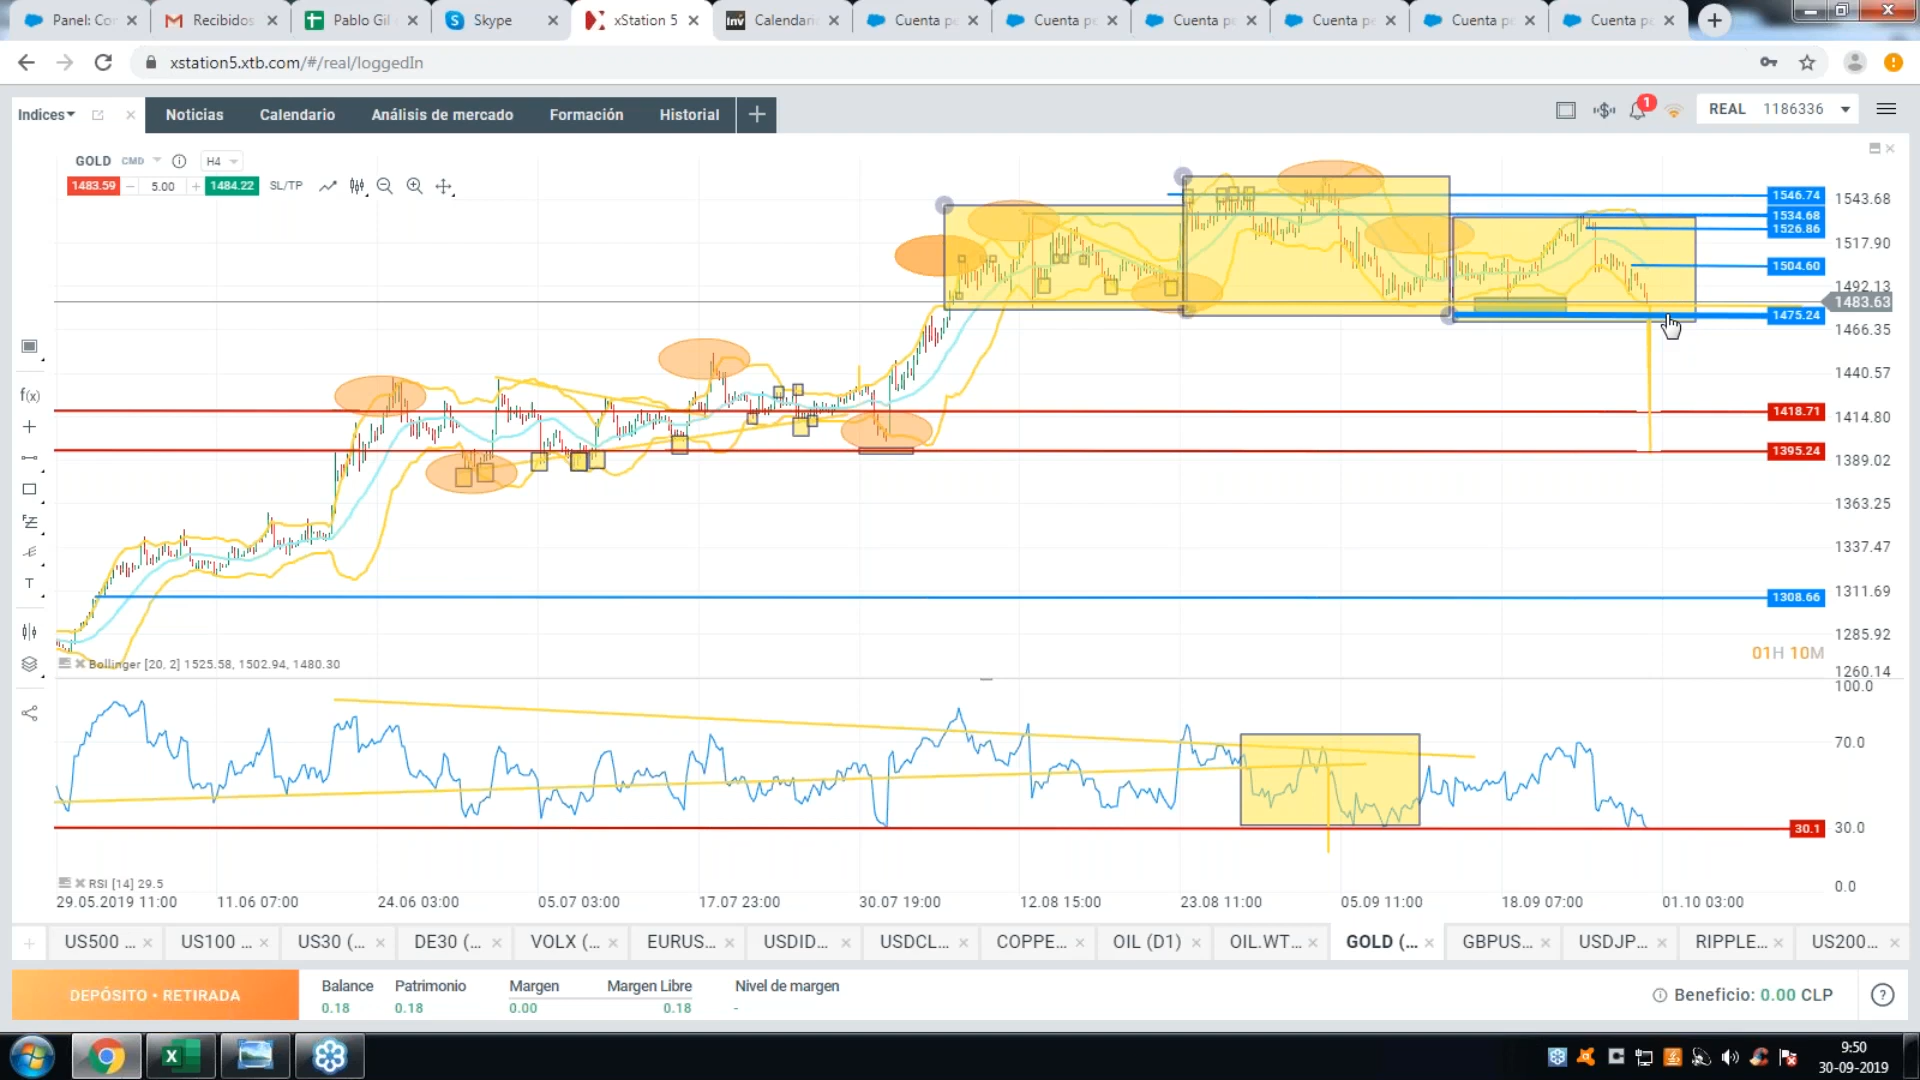 Panel: Cor
Recibidos
Pablo Gil
Skype
xStation 5
Calendari
Cuenta pe
Cuenta pe
Cuenta pe
Cuenta pe
Cuenta pe
Cuenta pe
xstation5.xtb.com/#/real/loggedIn
Indices
Noticias
Calendario
Análisis de mercado
Formación
Historial
1
REAL 1186336
GOLD CMD H4
1483.59 5.00 1484.22 SL/TP
1546.74
1543.68
1534.68
1526.86
1517.90
1504.60
1492.13
1483.63
1475.24
1466.35
1440.57
1418.71
1414.80
1395.24
1389.02
1363.25
1337.47
1311.69
1308.66
1285.92
1260.14
f(x)
T
01H 10M
Bollinger [20, 2] 1525.58, 1502.94, 1480.30
100.0
70.0
30.1
30.0
0.0
RSI [14] 29.5
29.05.2019 11:00
11.06 07:00
24.06 03:00
05.07 03:00
17.07 23:00
30.07 19:00
12.08 15:00
23.08 11:00
05.09 11:00
18.09 07:00
01.10 03:00
US500 ...
US100 ...
US30 (...
DE30 (...
VOLX (...
EURUS...
USDID...
USDCL...
COPPE...
OIL (D1)
OIL.WT...
GOLD (...
GBPUS...
USDJP...
RIPPLE...
US200...
DEPÓSITO • RETIRADA
Balance Patrimonio Margen Margen Libre Nivel de margen
0.18 0.18 0.00 0.18 -
Beneficio: 0.00 CLP
9:50
30-09-2019